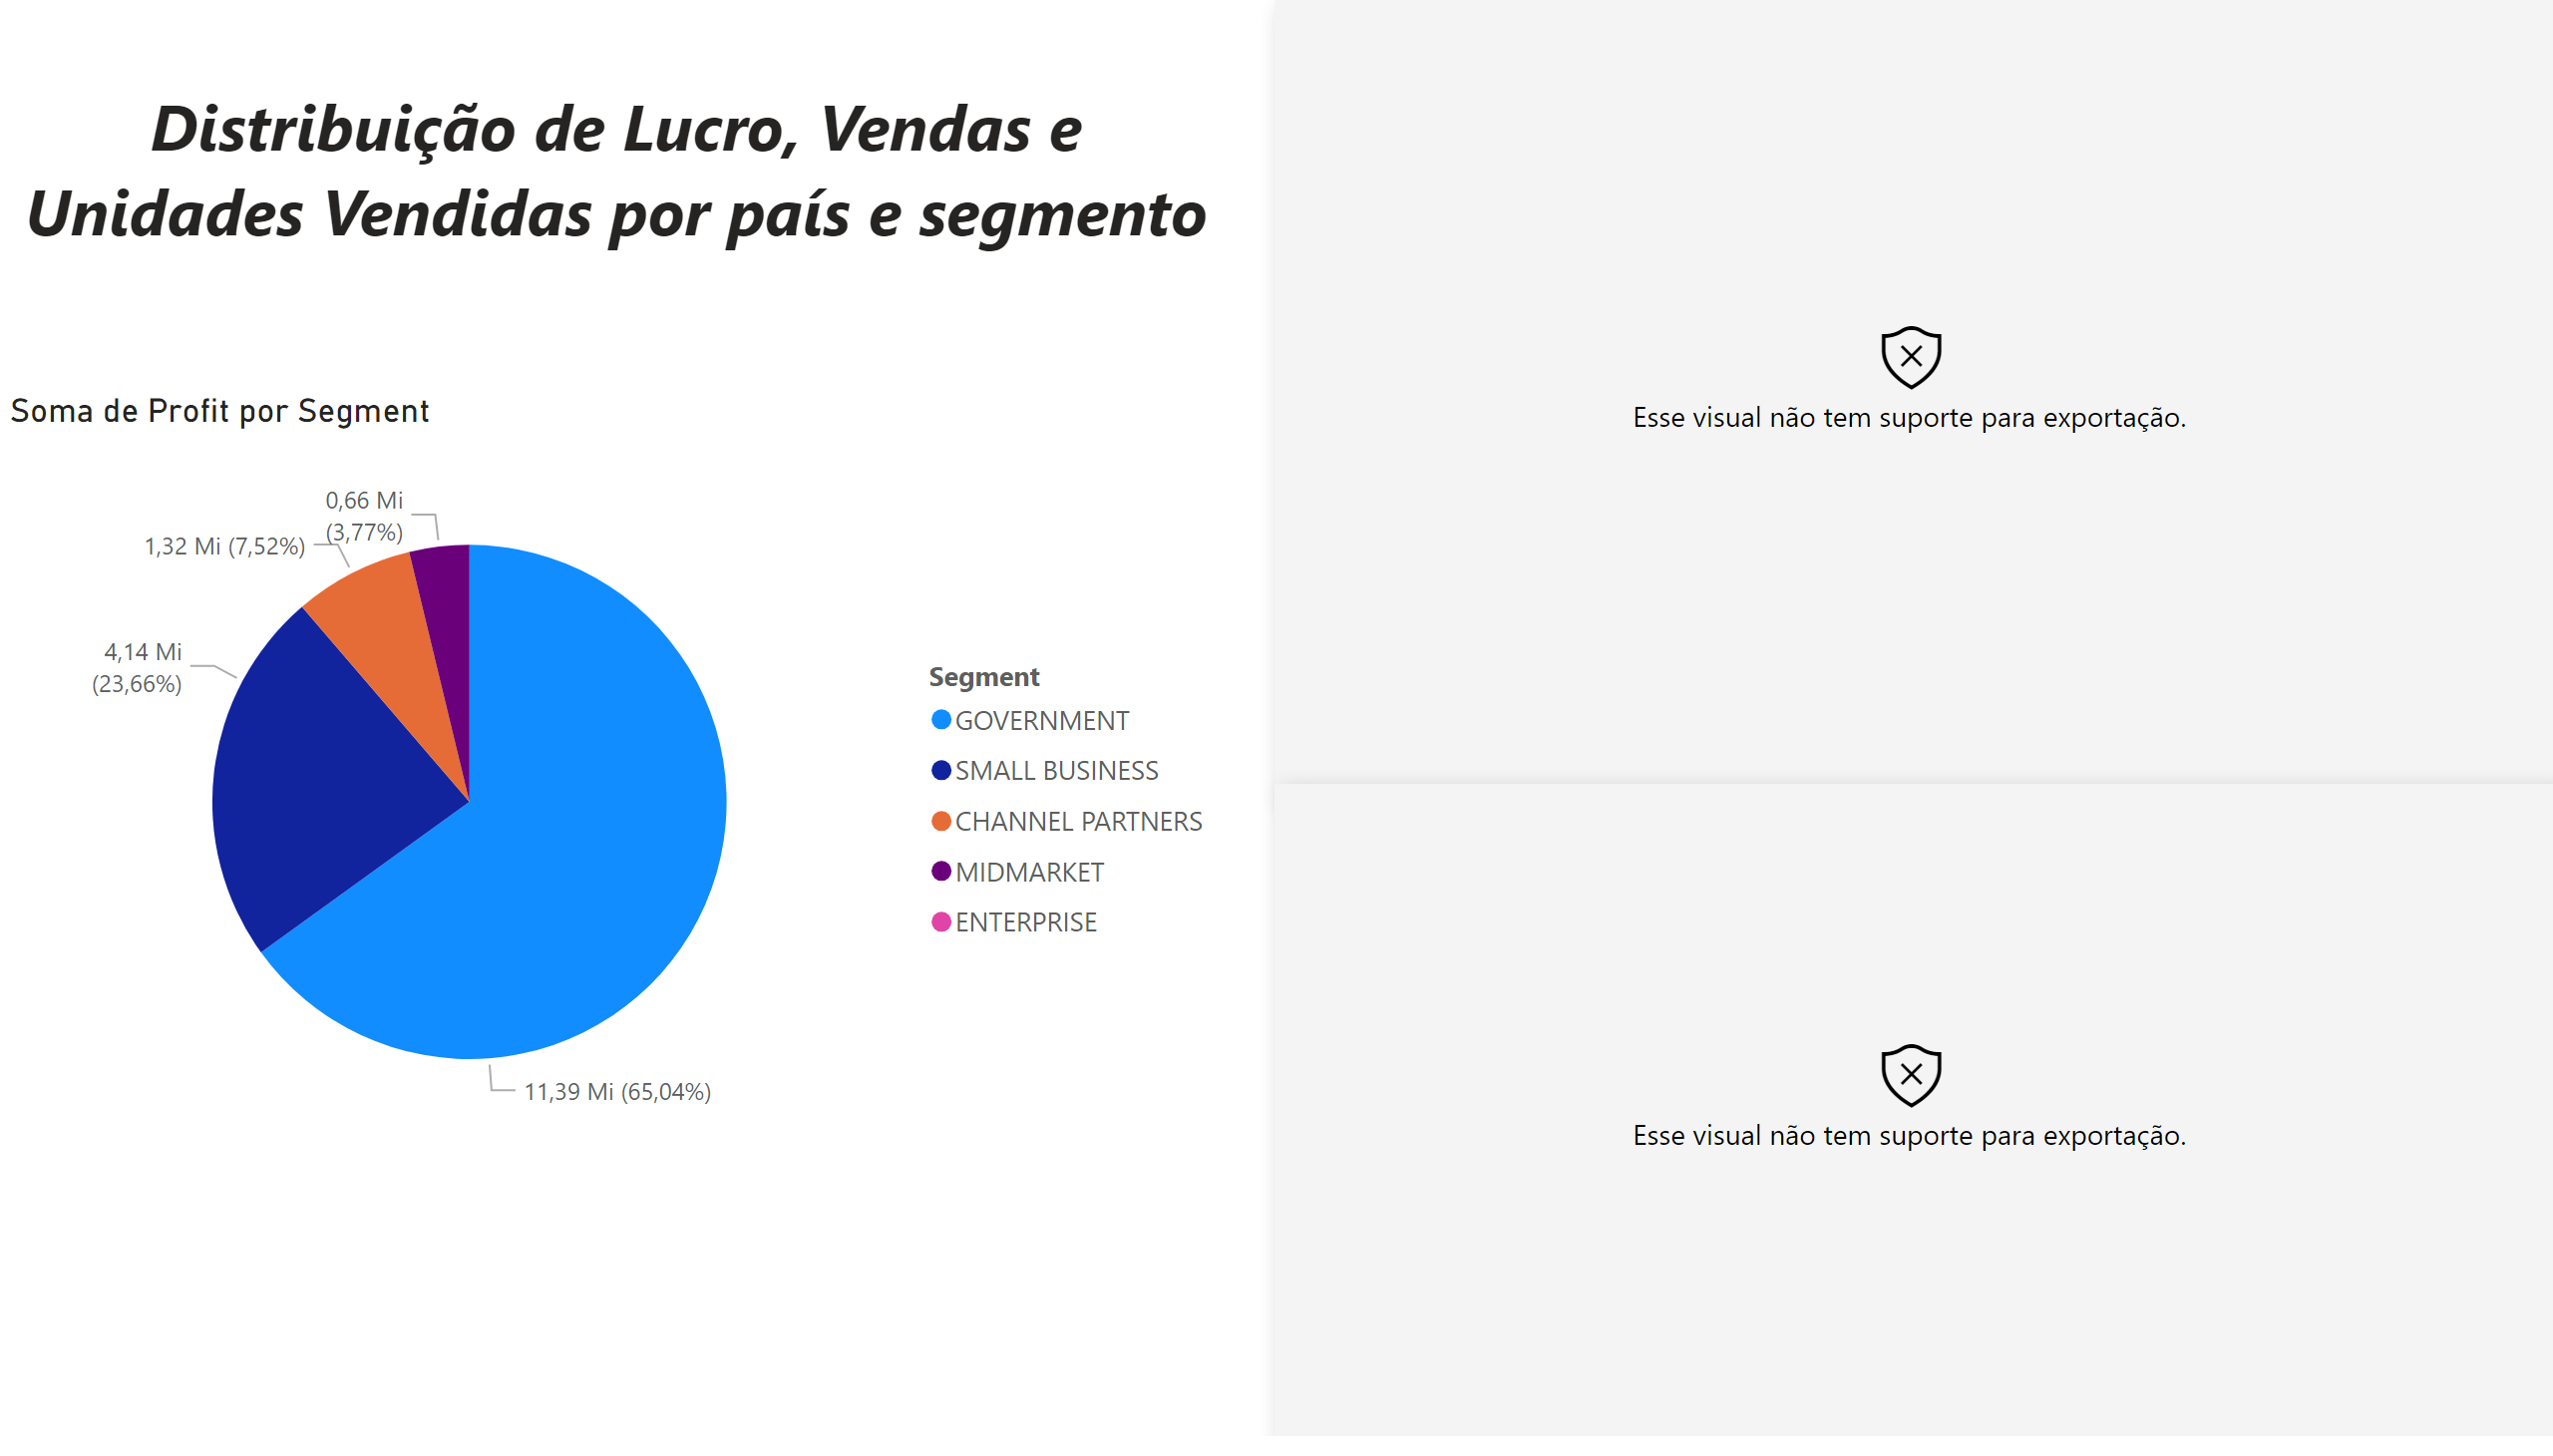 Distribuição de Lucro, Vendas e
Unidades Vendidas por país e segmento
Soma de Profit por Segment
0,66 Mi
(3,77%)
1,32 Mi (7,52%)
4,14 Mi
(23,66%)
11,39 Mi (65,04%)
Segment
GOVERNMENT
SMALL BUSINESS
CHANNEL PARTNERS
MIDMARKET
ENTERPRISE
Esse visual não tem suporte para exportação.
Esse visual não tem suporte para exportação.